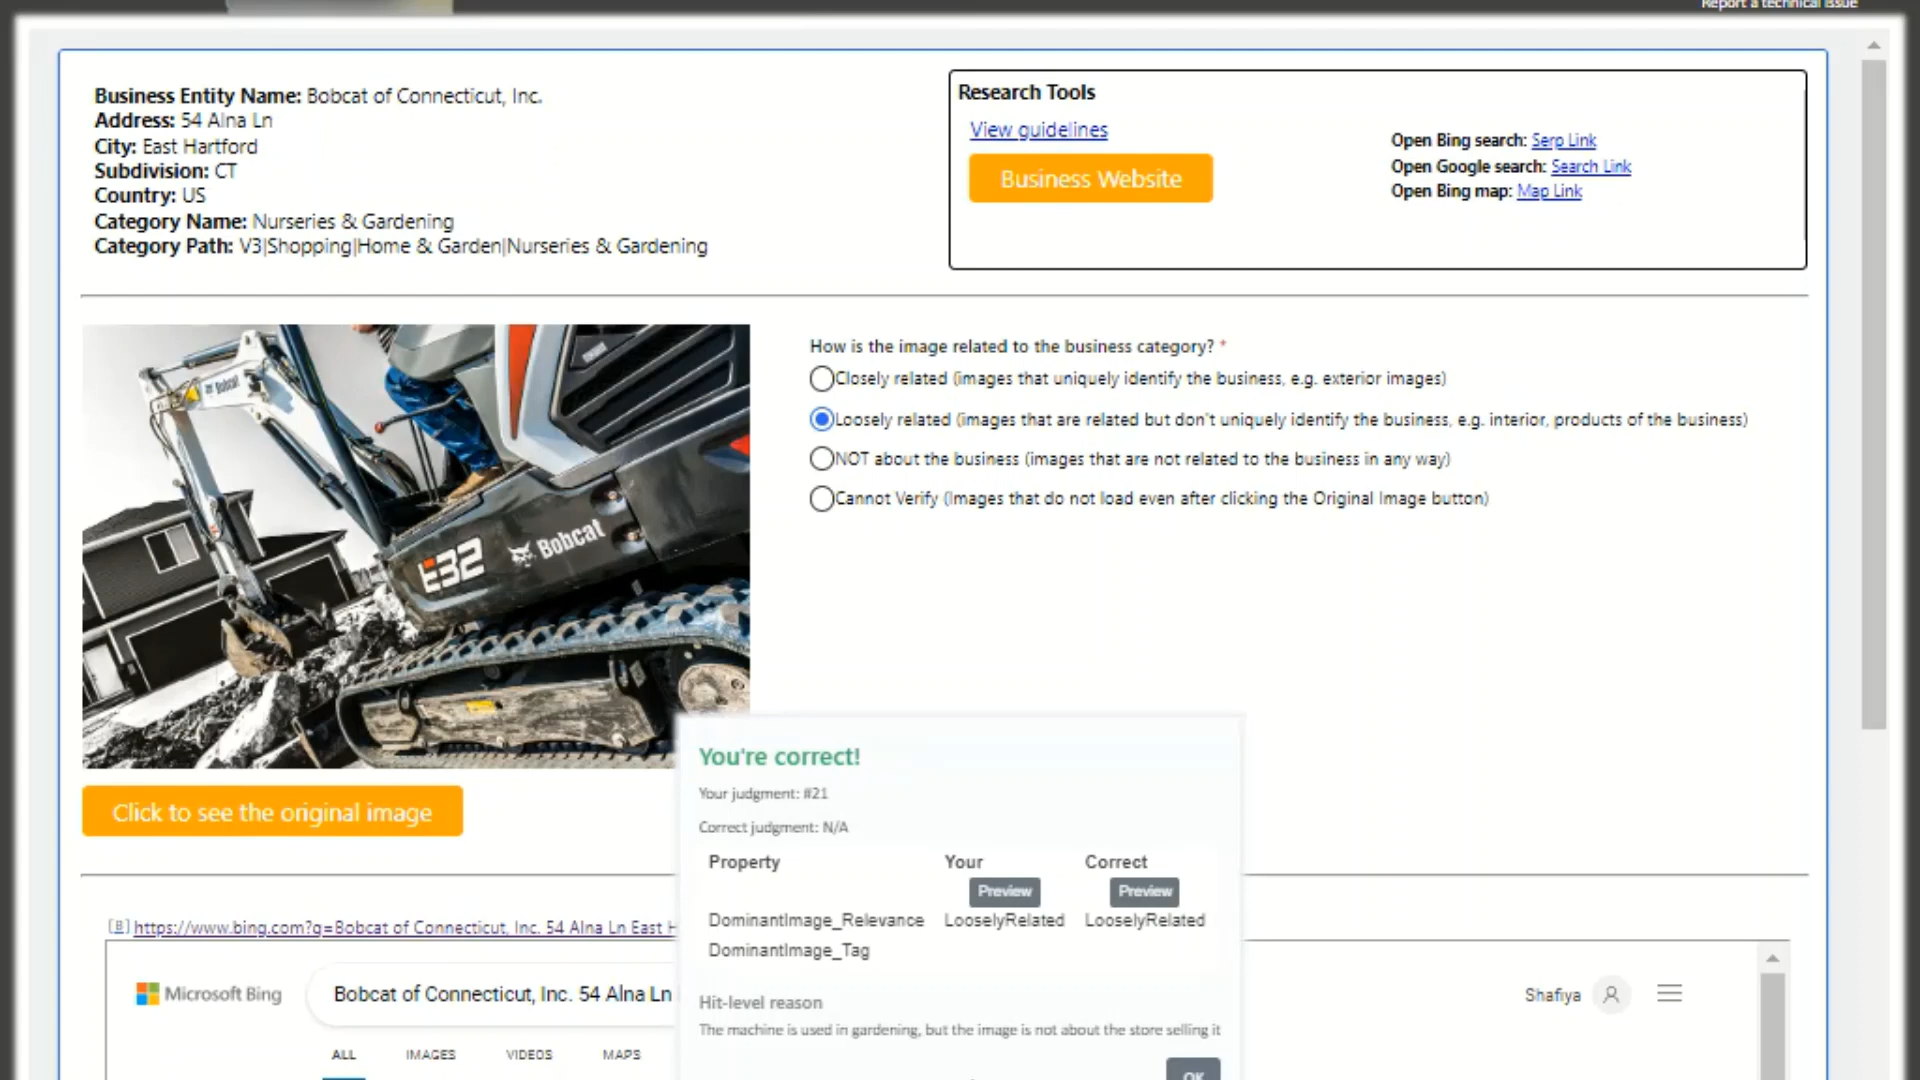 Report a technical issue
Business Entity Name: Bobcat of Connecticut, Inc.
Address: 54 Alna Ln
City: East Hartford
Subdivision: CT
Country: US
Category Name: Nurseries & Gardening
Category Path: V3|Shopping|Home & Garden|Nurseries & Gardening
Research Tools
View guidelines
Business Website
Open Bing search: Serp Link
Open Google search: Search Link
Open Bing map: Map Link
Bobcat
E32 Bobcat
How is the image related to the business category? *
Closely related (images that uniquely identify the business, e.g. exterior images)
Loosely related (images that are related but don't uniquely identify the business, e.g. interior, products of the business)
NOT about the business (images that are not related to the business in any way)
Cannot Verify (Images that do not load even after clicking the Original Image button)
Click to see the original image
You're correct!
Your judgment: #21
Correct judgment: N/A
Property Your Correct
Preview Preview
DominantImage_Relevance LooselyRelated LooselyRelated
DominantImage_Tag
Hit-level reason
The machine is used in gardening, but the image is not about the store selling it
OK
[B] https://www.bing.com?q=Bobcat of Connecticut, Inc. 54 Alna Ln East H
Microsoft Bing
Bobcat of Connecticut, Inc. 54 Alna Ln
Shafiya
ALL IMAGES VIDEOS MAPS